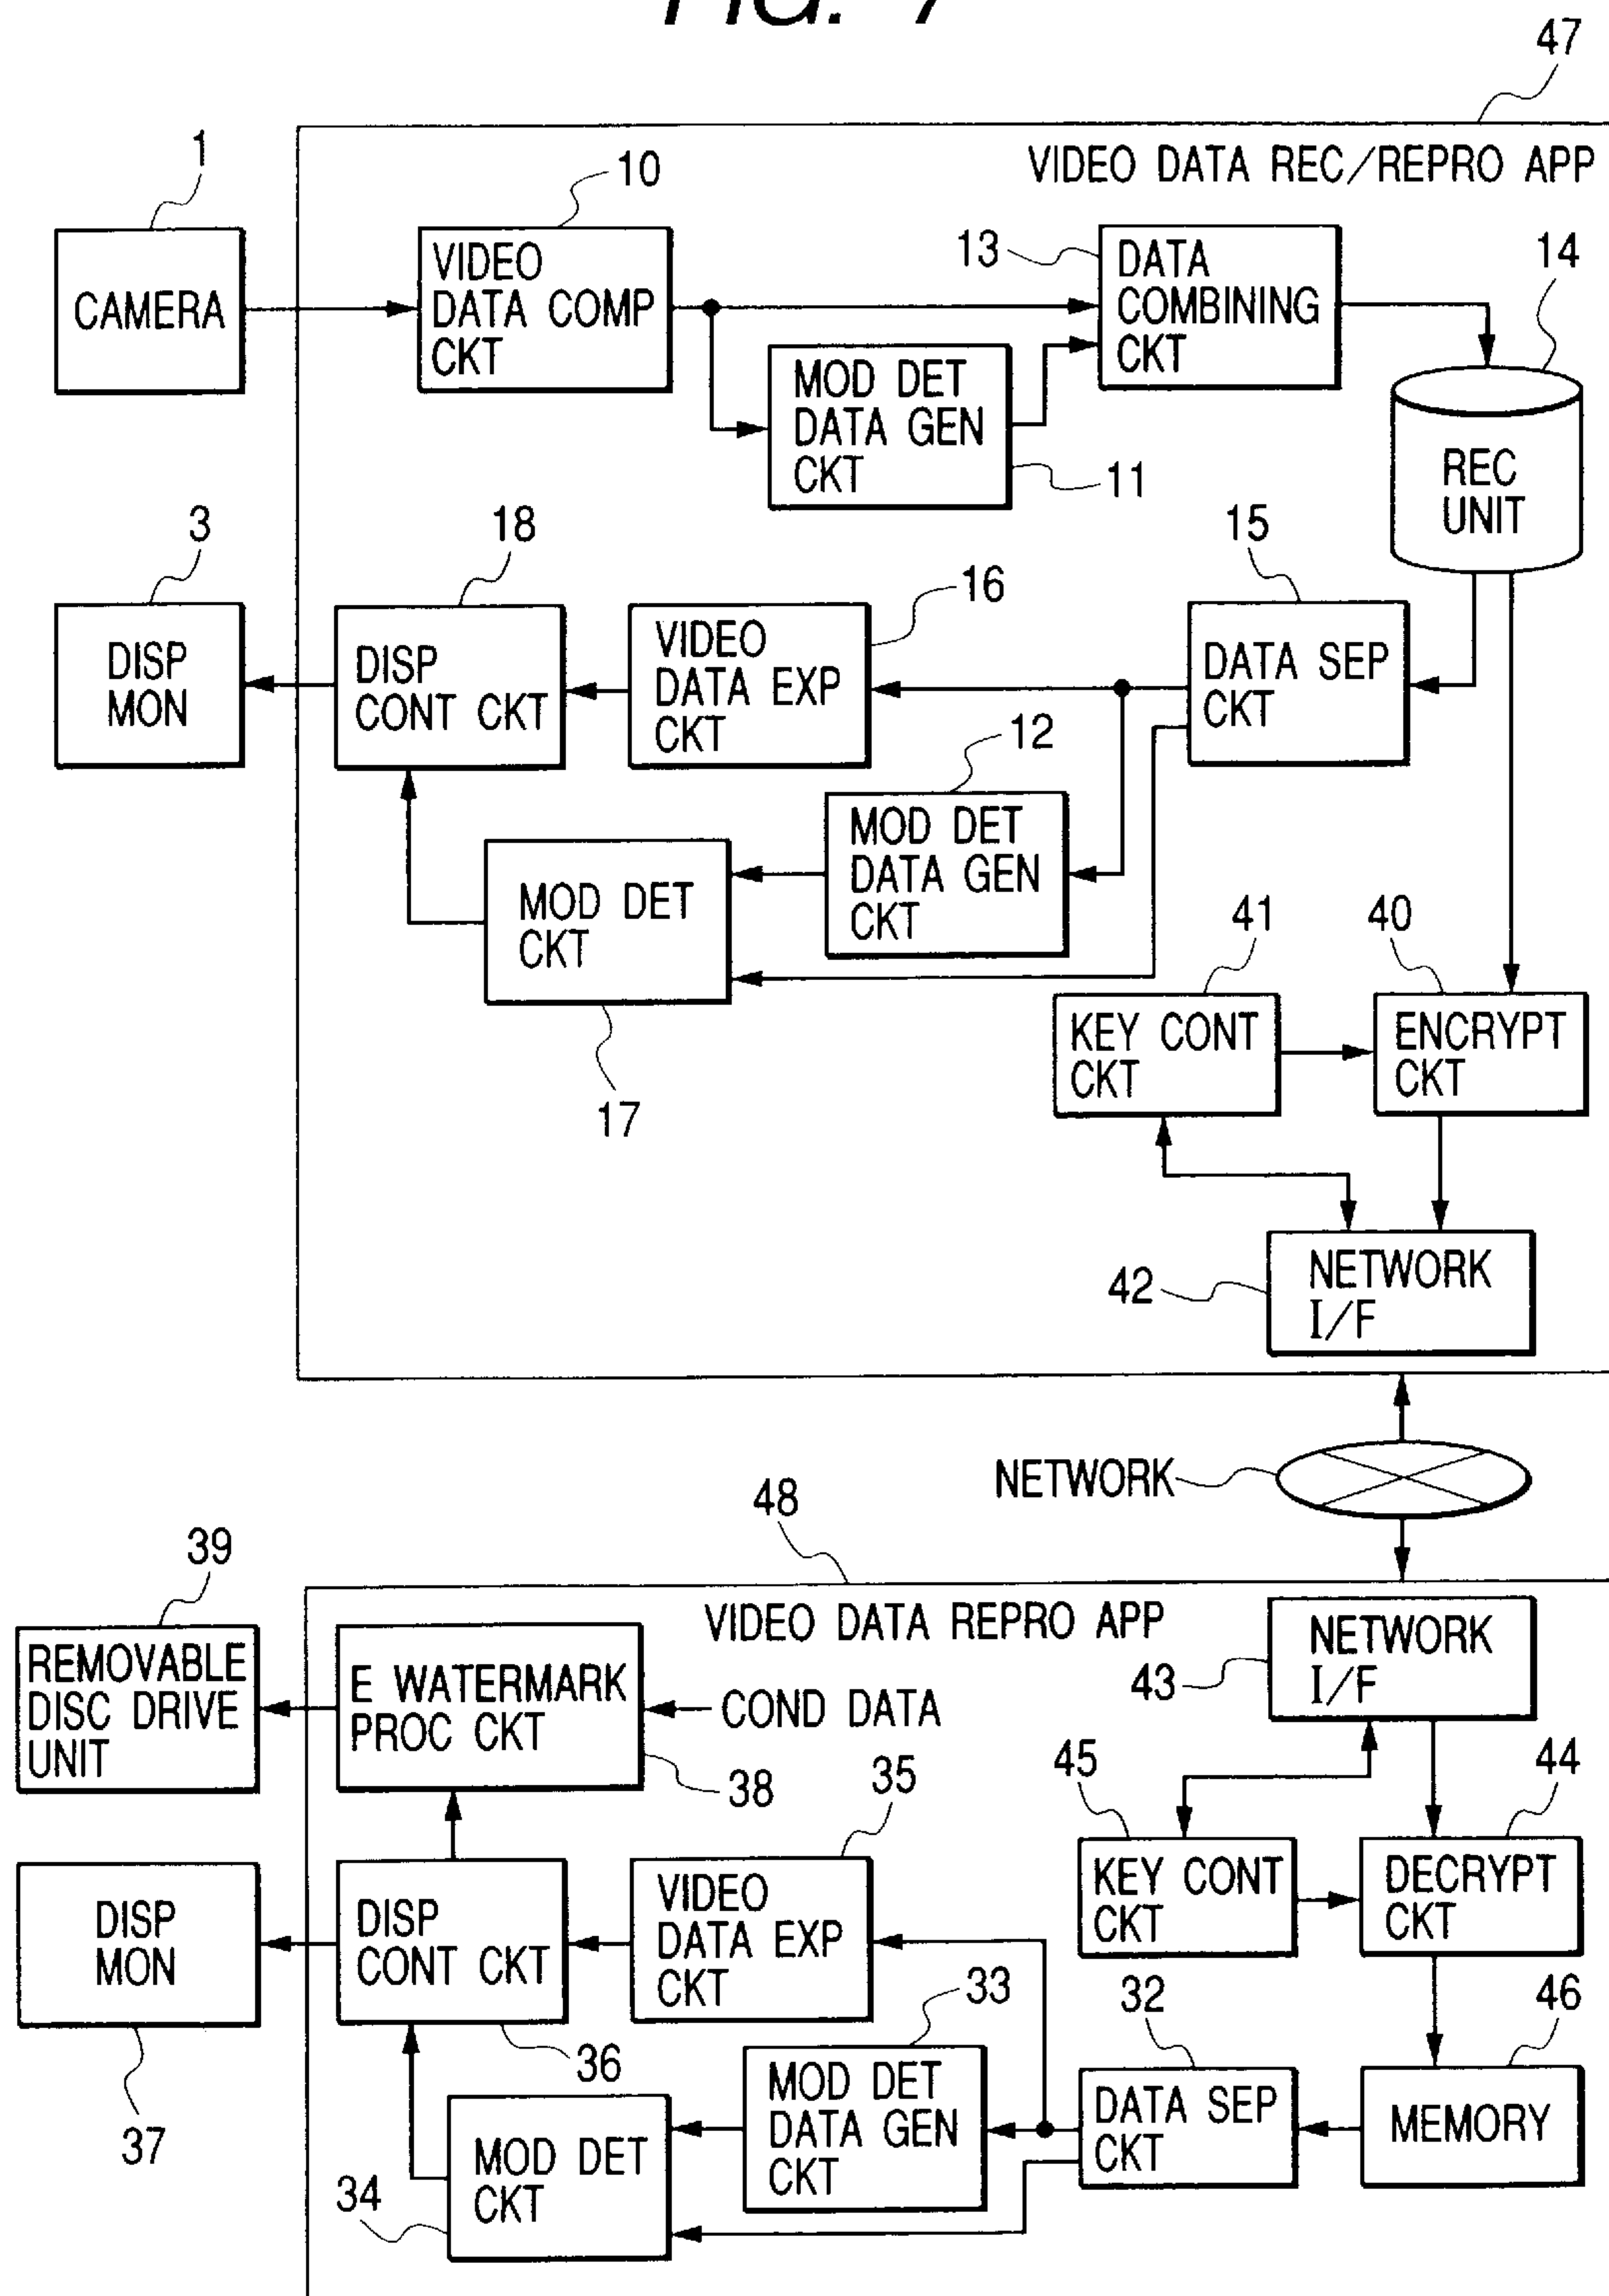 FIG. 7
47
VIDEO DATA REC/REPRO APP
1
10
13
14
CAMERA
VIDEO
DATA COMP
CKT
DATA
COMBINING
CKT
MOD DET
DATA GEN
CKT
11
REC
UNIT
3
18
16
15
DISP
MON
DISP
CONT CKT
VIDEO
DATA EXP
CKT
DATA SEP
CKT
12
MOD DET
DATA GEN
CKT
MOD DET
CKT
17
41
40
KEY CONT
CKT
ENCRYPT
CKT
42
NETWORK
I/F
NETWORK
48
39
VIDEO DATA REPRO APP
REMOVABLE
DISC DRIVE
UNIT
E WATERMARK
PROC CKT
COND DATA
38
43
NETWORK
I/F
35
45
44
DISP
MON
DISP
CONT CKT
VIDEO
DATA EXP
CKT
KEY CONT
CKT
DECRYPT
CKT
37
36
33
32
46
MOD DET
DATA GEN
CKT
DATA SEP
CKT
MEMORY
34
MOD DET
CKT